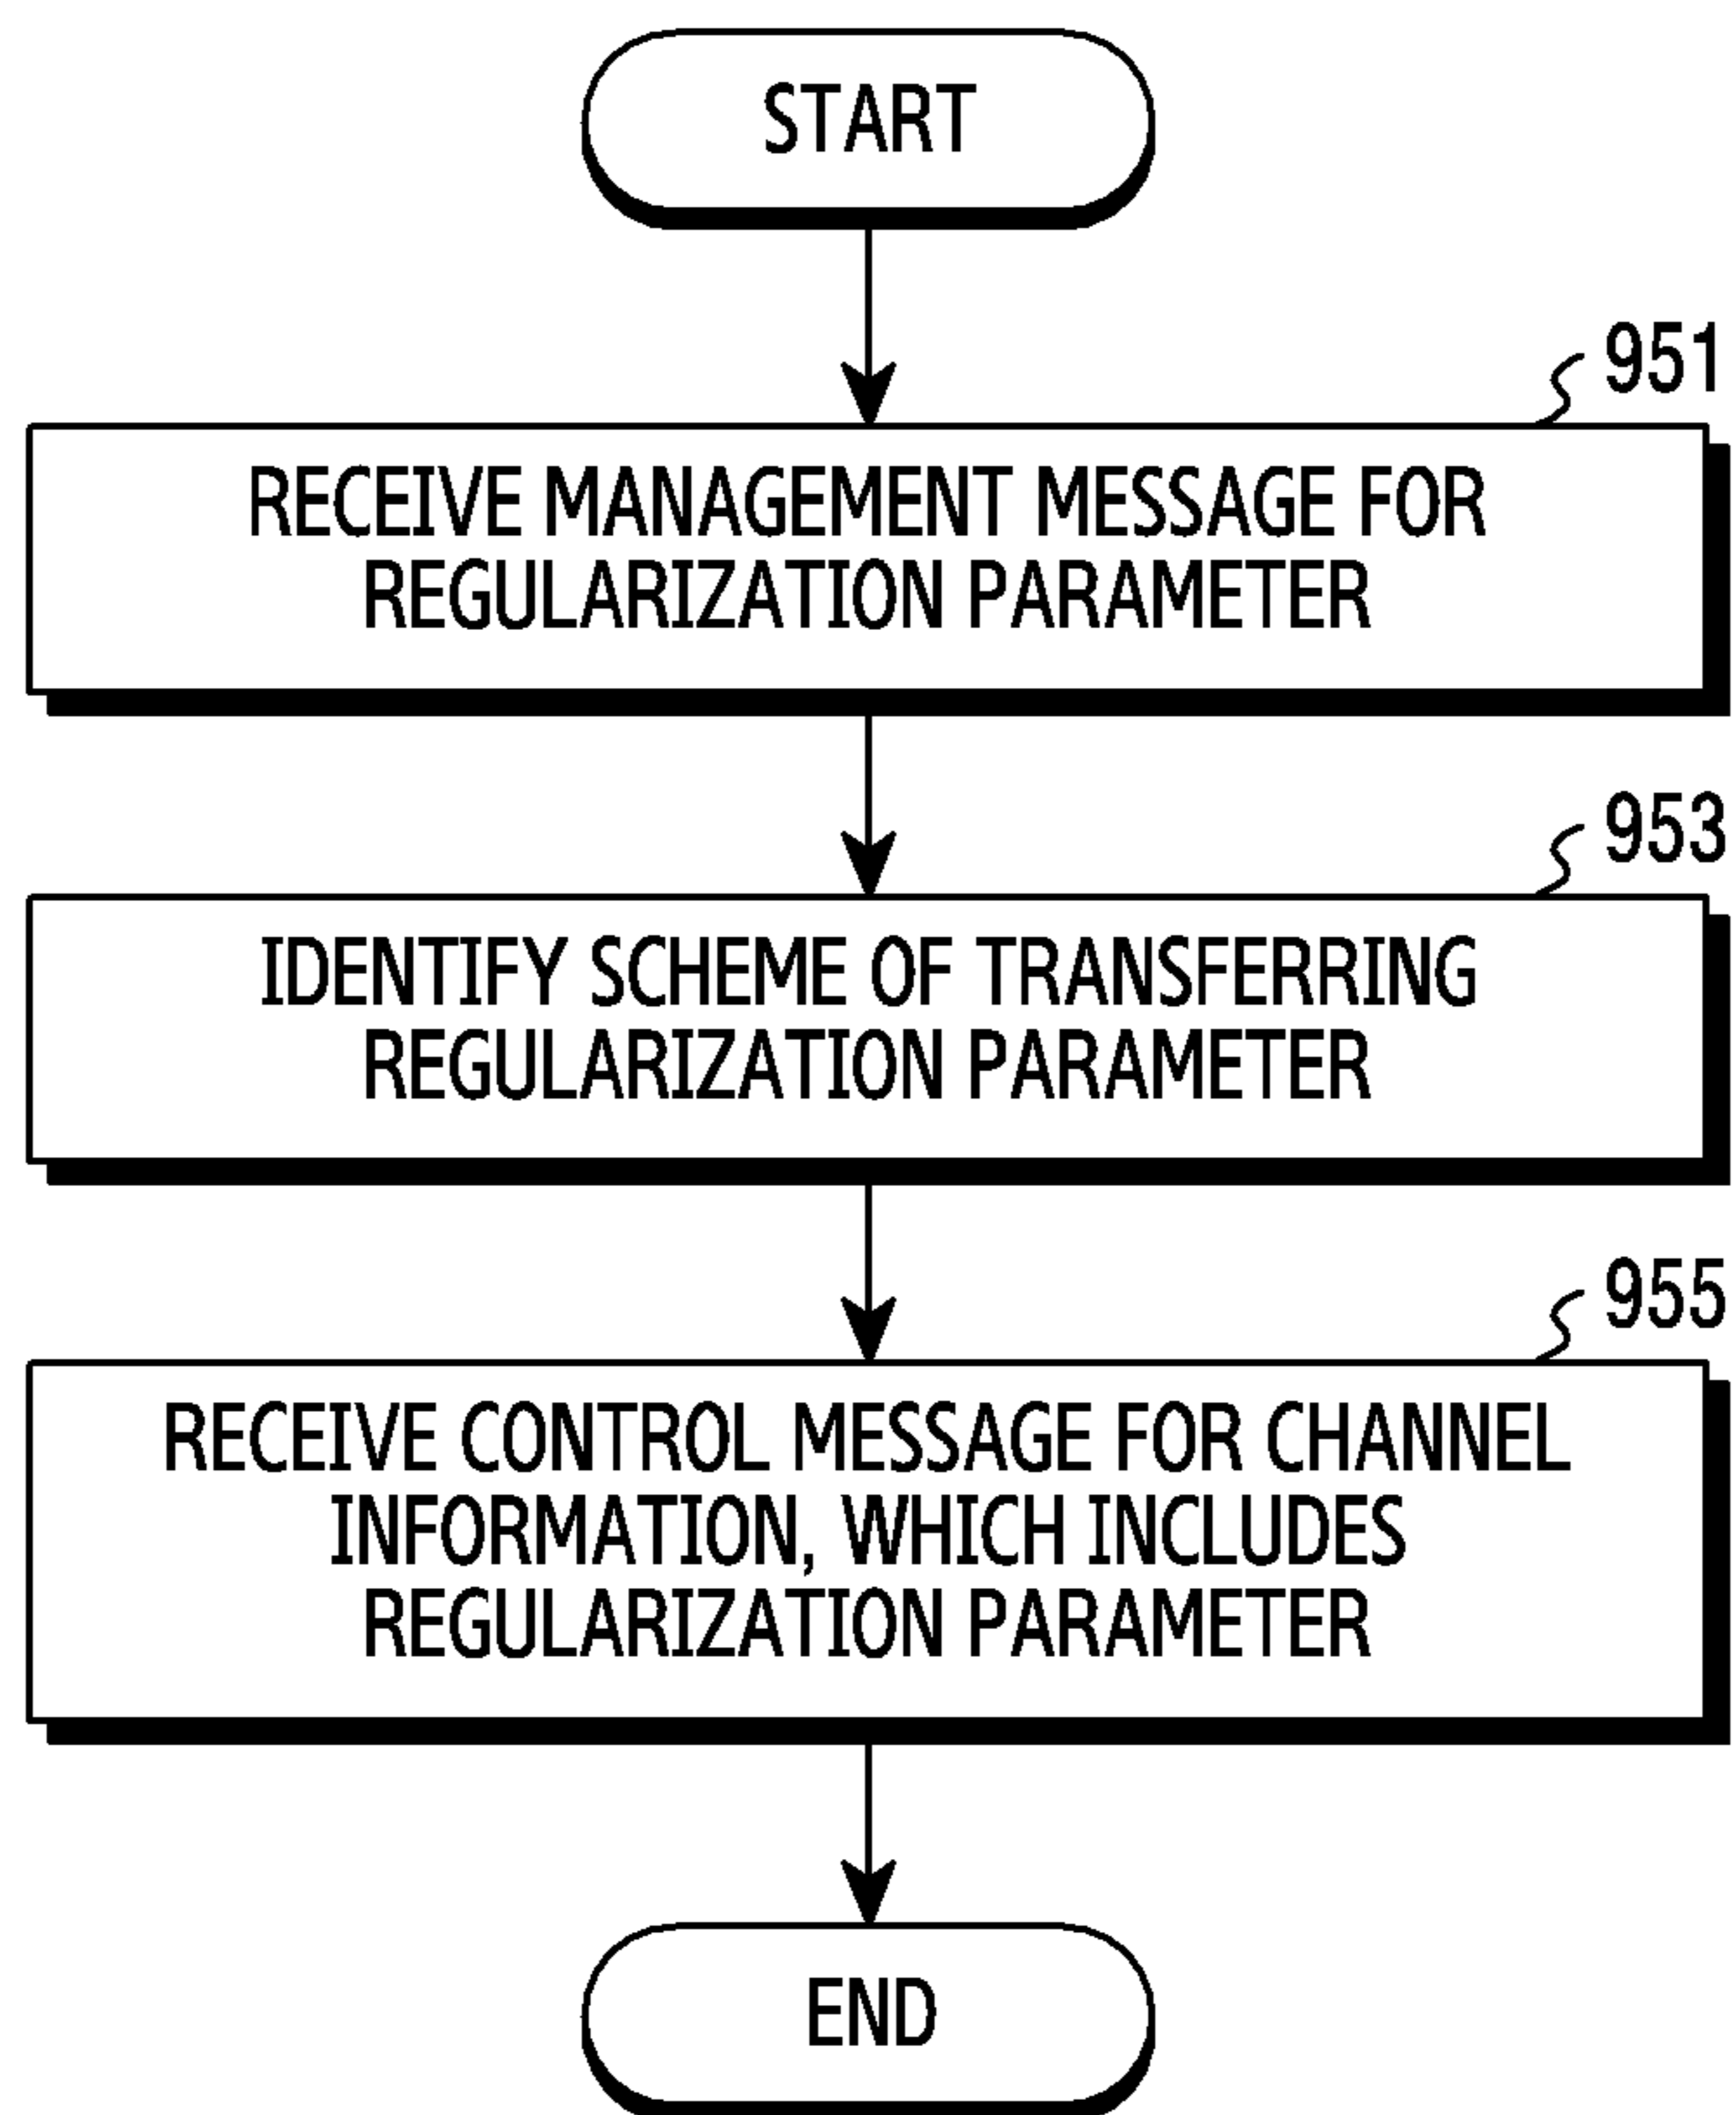 START
951
RECEIVE MANAGEMENT MESSAGE FOR
REGULARIZATION PARAMETER
953
IDENTIFY SCHEME OF TRANSFERRING
REGULARIZATION PARAMETER
955
RECEIVE CONTROL MESSAGE FOR CHANNEL
INFORMATION, WHICH INCLUDES
REGULARIZATION PARAMETER
END